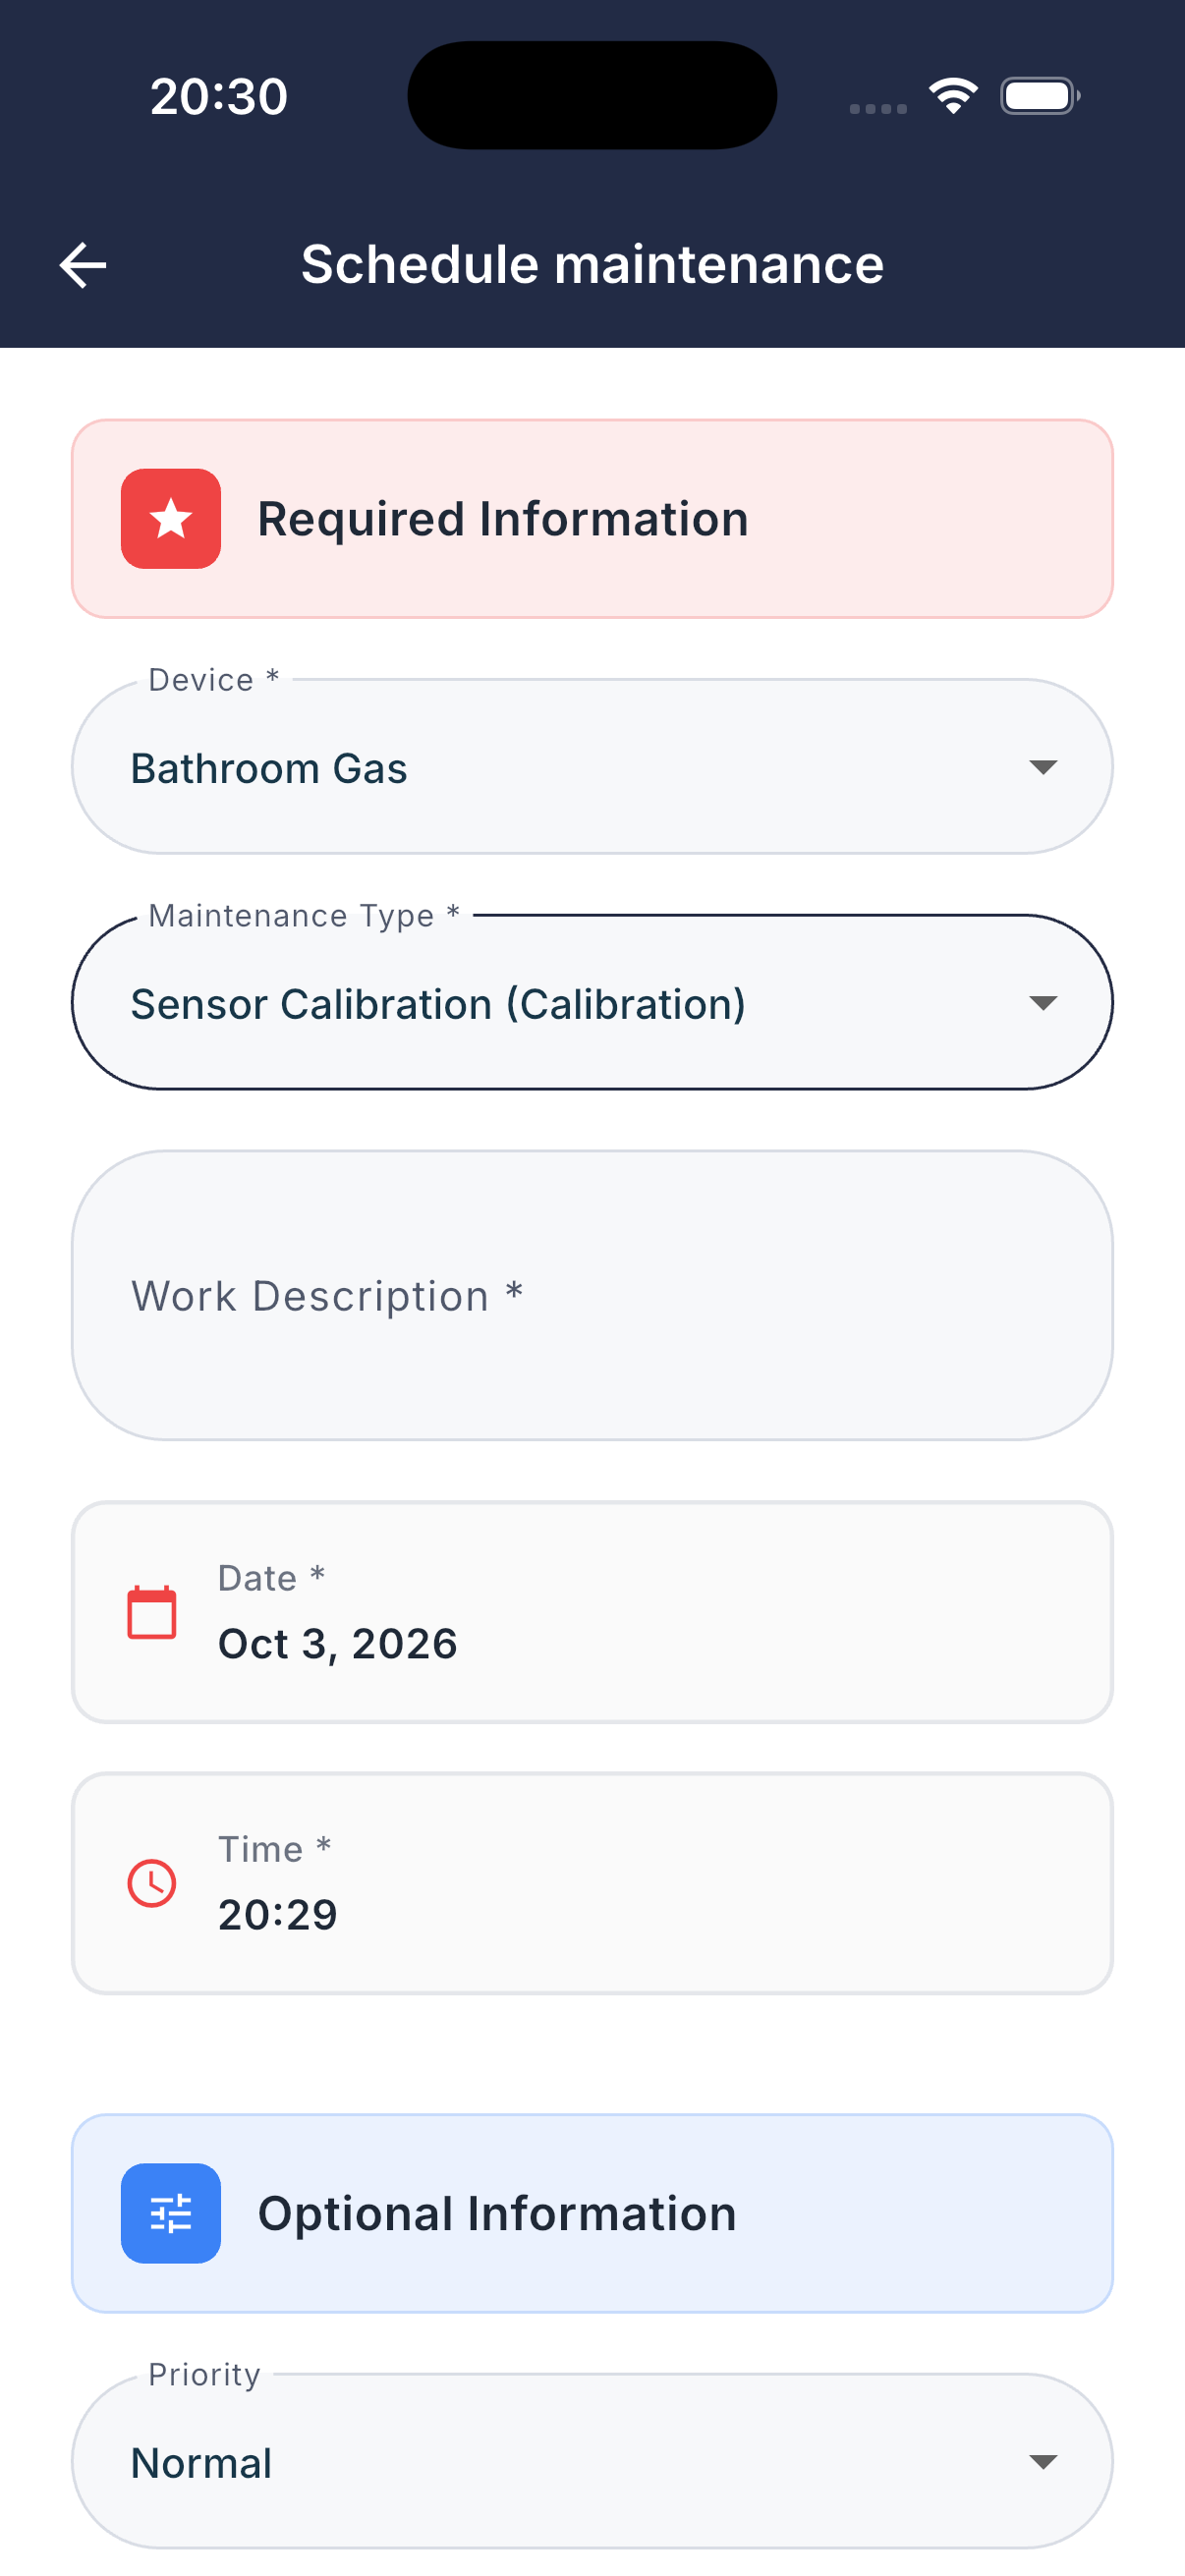 20:30
Schedule maintenance
Required Information
Device *
Bathroom Gas
Maintenance Type *
Sensor Calibration (Calibration)
Work Description *
Date *
Oct 3, 2026
Time *
20:29
Optional Information
Priority
Normal